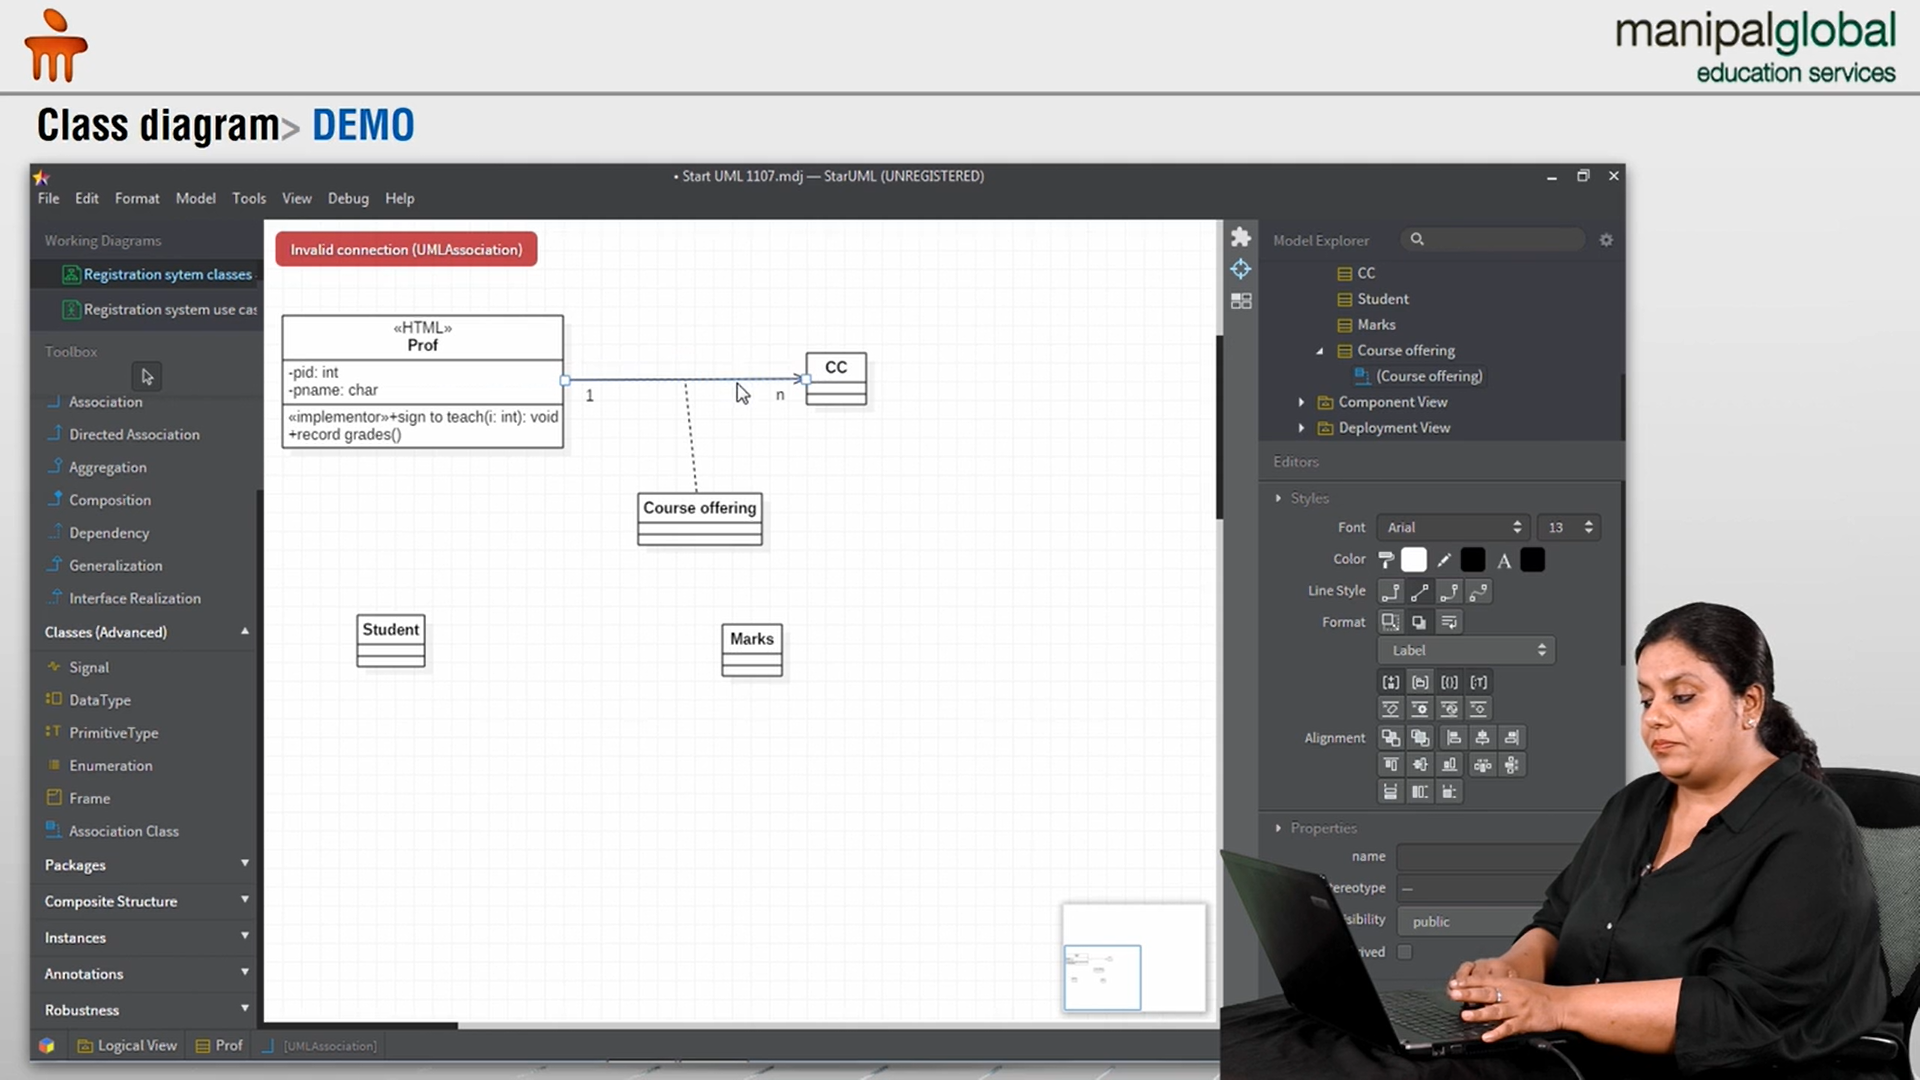 manipalglobal
education services
Class diagram> DEMO
• Start UML 1107.mdj — StarUML (UNREGISTERED)
File Edit Format Model Tools View Debug Help
Working Diagrams
Registration sytem classes
Registration system use cas
Toolbox
Association
Directed Association
Aggregation
Composition
Dependency
Generalization
Interface Realization
Classes (Advanced)
Signal
DataType
PrimitiveType
Enumeration
Frame
Association Class
Packages
Composite Structure
Instances
Annotations
Robustness
Invalid connection (UMLAssociation)
«HTML»
Prof
-pid: int
-pname: char
«implementor»+sign to teach(i: int): void
+record grades()
1
n
CC
Course offering
Student
Marks
Model Explorer
CC
Student
Marks
Course offering
(Course offering)
Component View
Deployment View
Editors
Styles
Font Arial 13
Color
Line Style
Format
Label
Alignment
Properties
name
tereotype —
sibility public
rived
Logical View Prof [UMLAssociation]